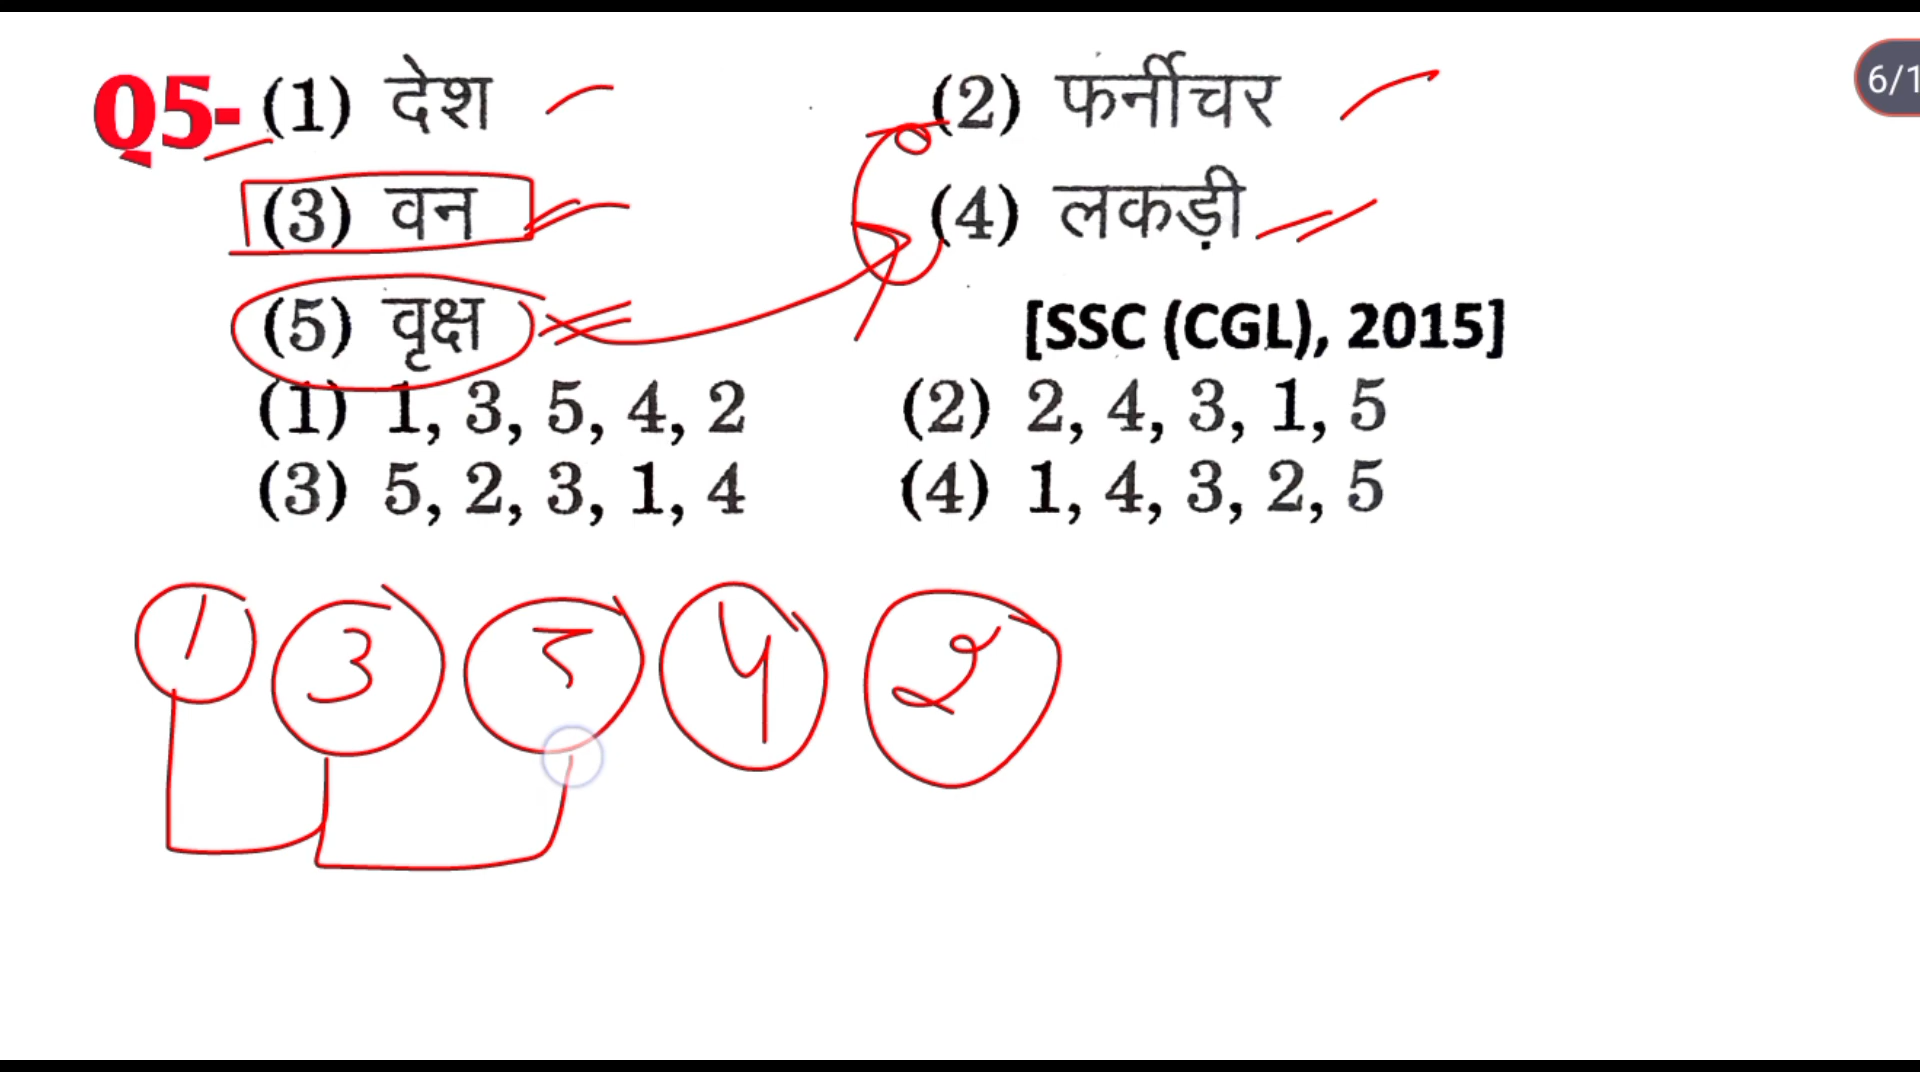 6/1
Q5- (1) देश (2) फर्नीचर
(3) वन (4) लकड़ी
(5) वृक्ष [SSC (CGL), 2015]
(1) 1, 3, 5, 4, 2 (2) 2, 4, 3, 1, 5
(3) 5, 2, 3, 1, 4 (4) 1, 4, 3, 2, 5
1 3 5 4 2